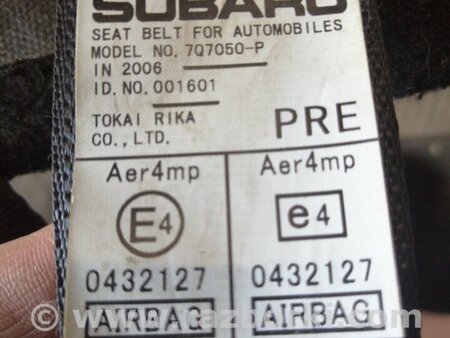 SUBARU
SEAT BELT FOR AUTOMOBILES
MODEL NO. 7Q7050-P
IN 2006
ID.NO. 001601
TOKAI RIKA
CO., LTD.
PRE
Aer4mp
E4
0432127
AIRBAG
Aer4mp
e4
0432127
AIRBAG